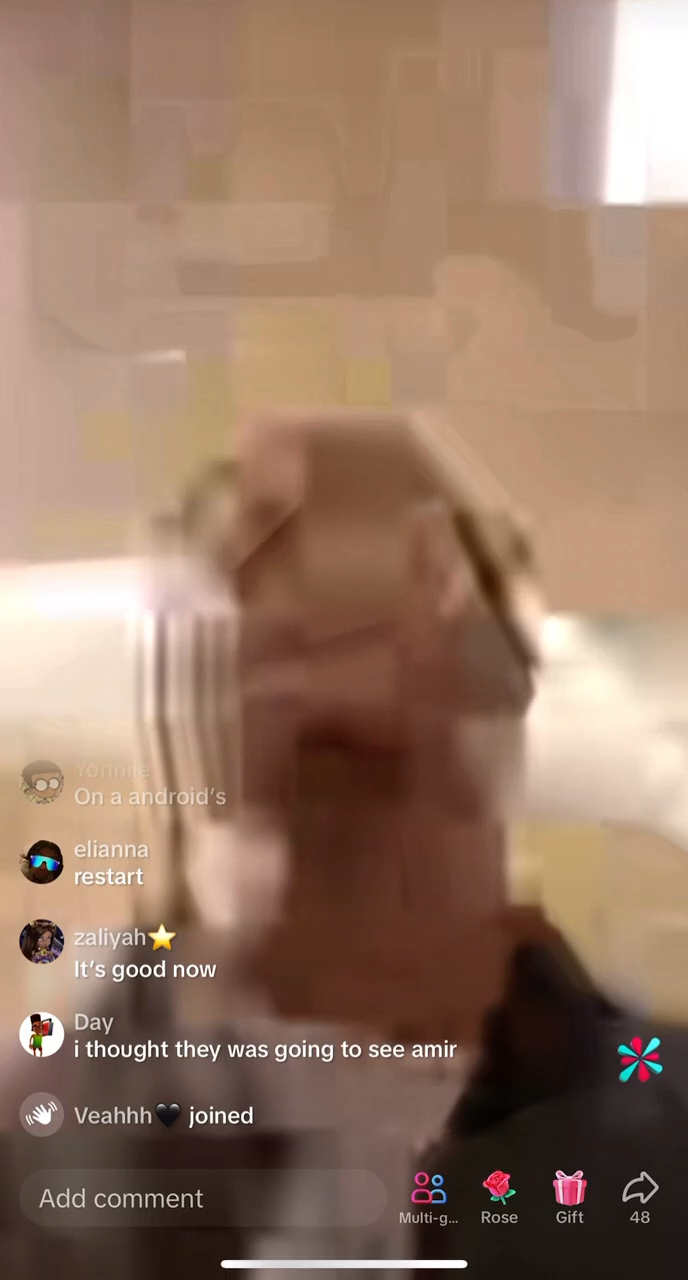 Yonniie
On a android's
elianna
restart
zaliyah⭐
It's good now
Day
i thought they was going to see amir
Veahhh🖤 joined
Add comment
Multi-g...
Rose
Gift
48